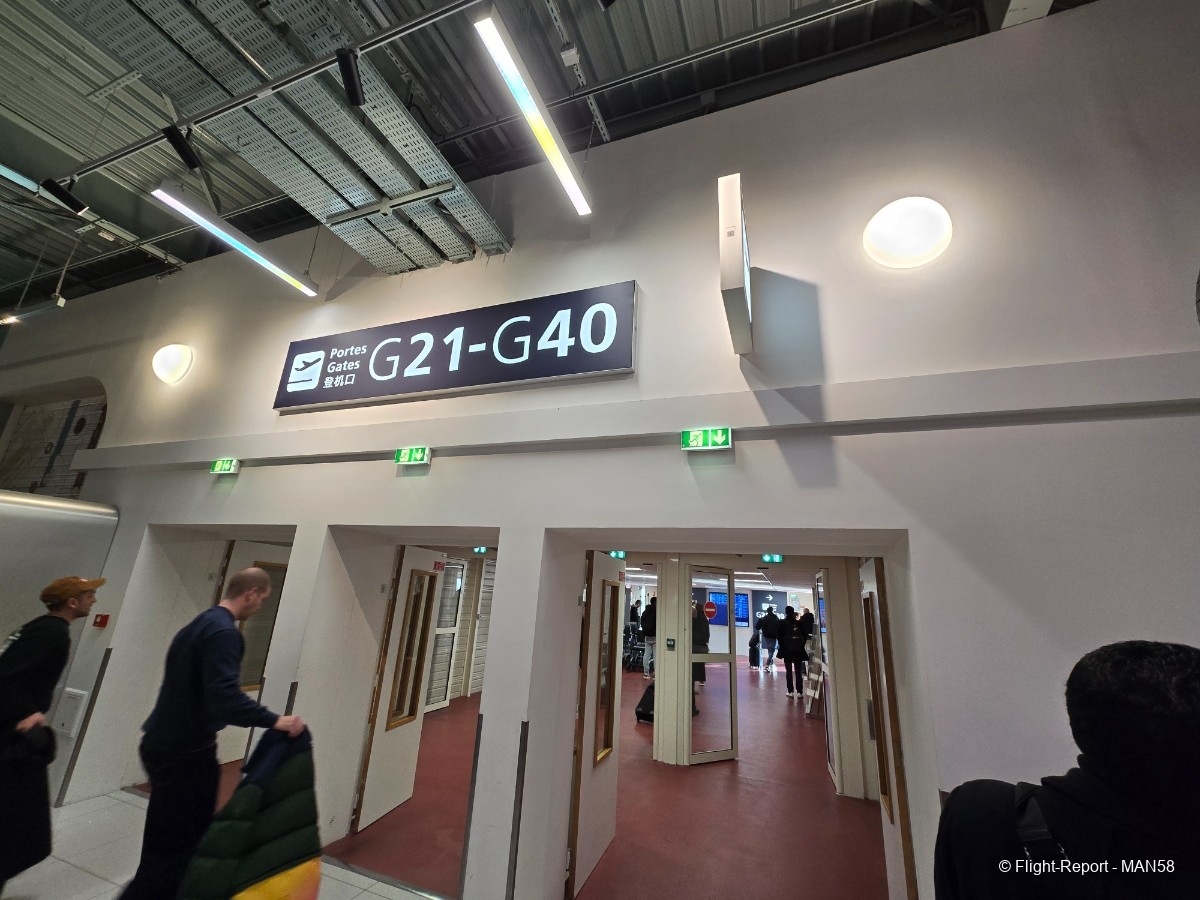 Portes
Gates
登机口
G21-G40
© Flight-Report - MAN58